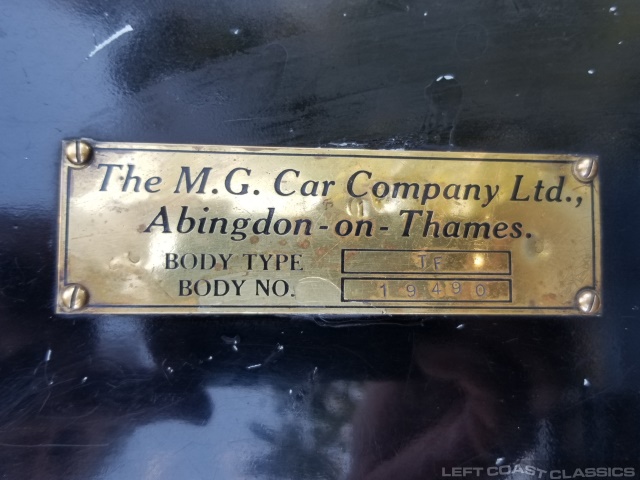 The M.G. Car Company Ltd.,
Abingdon-on-Thames.
BODY TYPE TF
BODY NO. 19490
LEFT COAST CLASSICS